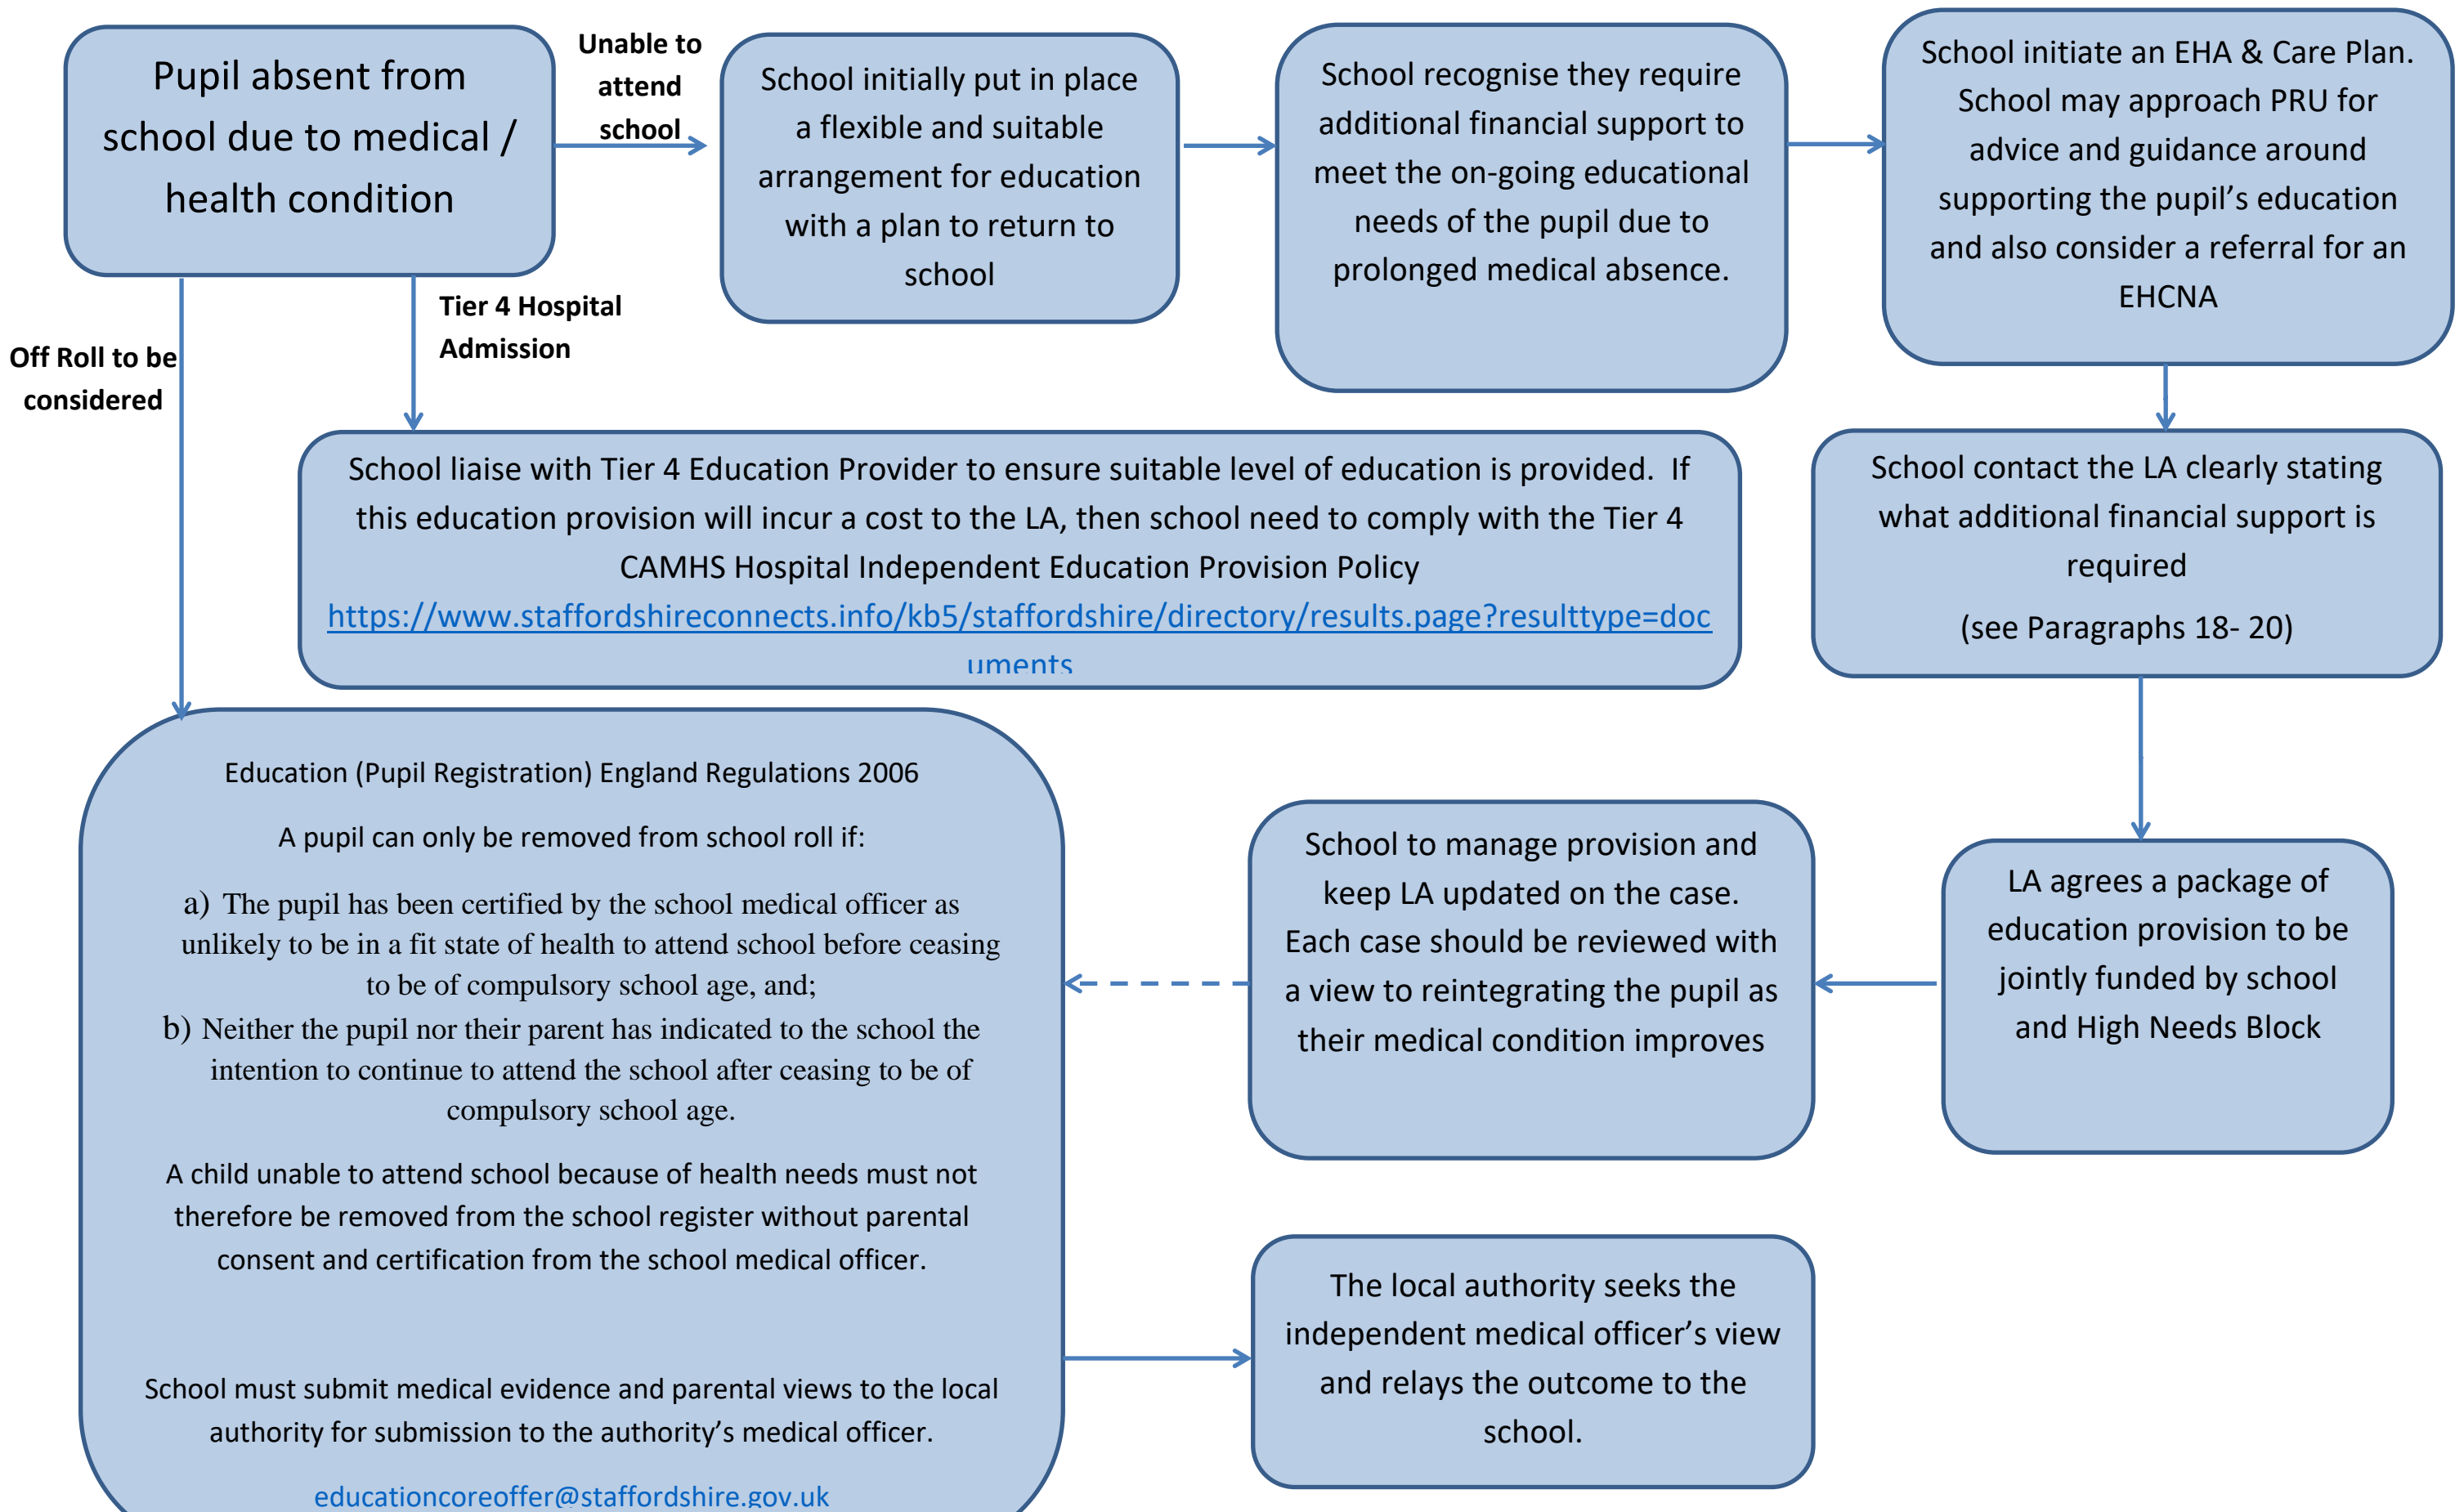 Pupil absent from
school due to medical /
health condition
Unable to
attend
school
School initially put in place
a flexible and suitable
arrangement for education
with a plan to return to
school
School recognise they require
additional financial support to
meet the on-going educational
needs of the pupil due to
prolonged medical absence.
School initiate an EHA & Care Plan.
School may approach PRU for
advice and guidance around
supporting the pupil’s education
and also consider a referral for an
EHCNA
Off Roll to be
considered
Tier 4 Hospital
Admission
School liaise with Tier 4 Education Provider to ensure suitable level of education is provided.  If
this education provision will incur a cost to the LA, then school need to comply with the Tier 4
CAMHS Hospital Independent Education Provision Policy
https://www.staffordshireconnects.info/kb5/staffordshire/directory/results.page?resulttype=doc
uments
School contact the LA clearly stating
what additional financial support is
required
(see Paragraphs 18- 20)
Education (Pupil Registration) England Regulations 2006
A pupil can only be removed from school roll if:
a) The pupil has been certified by the school medical officer as
unlikely to be in a fit state of health to attend school before ceasing
to be of compulsory school age, and;
b) Neither the pupil nor their parent has indicated to the school the
intention to continue to attend the school after ceasing to be of
compulsory school age.
A child unable to attend school because of health needs must not
therefore be removed from the school register without parental
consent and certification from the school medical officer.
School must submit medical evidence and parental views to the local
authority for submission to the authority’s medical officer.
educationcoreoffer@staffordshire.gov.uk
School to manage provision and
keep LA updated on the case.
Each case should be reviewed with
a view to reintegrating the pupil as
their medical condition improves
LA agrees a package of
education provision to be
jointly funded by school
and High Needs Block
The local authority seeks the
independent medical officer’s view
and relays the outcome to the
school.